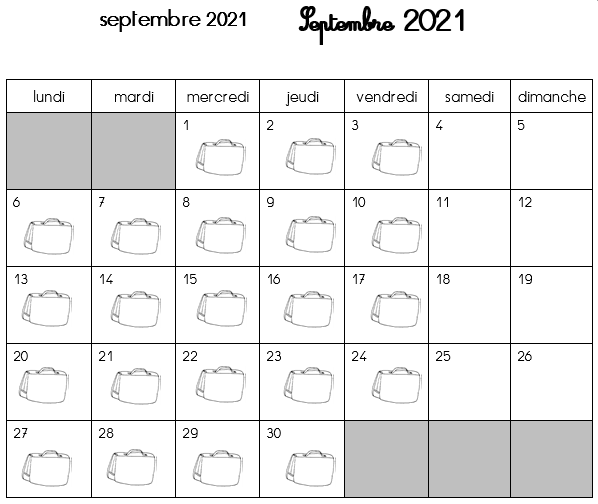 septembre 2021 Septembre 2021
lundi mardi mercredi jeudi vendredi samedi dimanche
1 2 3 4 5
6 7 8 9 10 11 12
13 14 15 16 17 18 19
20 21 22 23 24 25 26
27 28 29 30